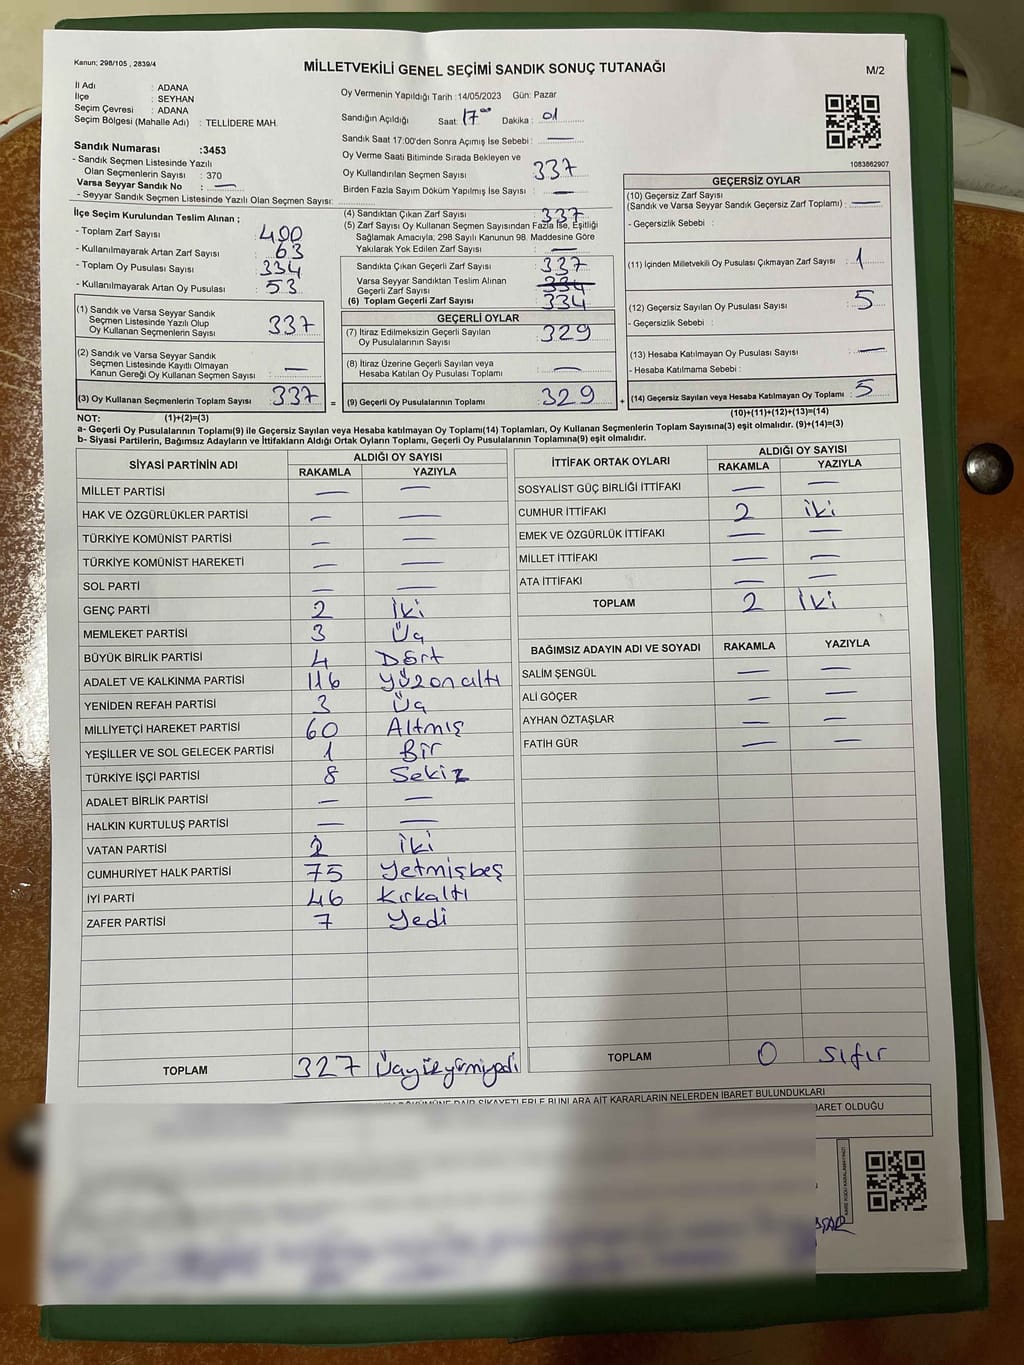 Kanun: 298/105 , 2839/4
MİLLETVEKİLİ GENEL SEÇİMİ SANDIK SONUÇ TUTANAĞI
M/2
İl Adı : ADANA
İlçe : SEYHAN
Seçim Çevresi : ADANA
Seçim Bölgesi (Mahalle Adı) : TELLİDERE MAH.
Sandık Numarası :3453
- Sandık Seçmen Listesinde Yazılı
Olan Seçmenlerin Sayısı : 370
Varsa Seyyar Sandık No : —
- Seyyar Sandık Seçmen Listesinde Yazılı Olan Seçmen Sayısı:
Oy Vermenin Yapıldığı Tarih :14/05/2023 Gün: Pazar
Sandığın Açıldığı Saat : 17°° Dakika : 01
Sandık Saat 17:00'den Sonra Açımış İse Sebebi : —
Oy Verme Saati Bitiminde Sırada Bekleyen ve
Oy Kullandırılan Seçmen Sayısı : 337
Birden Fazla Sayım Döküm Yapılmış İse Sayısı : —
1083862907
İlçe Seçim Kurulundan Teslim Alınan ;
- Toplam Zarf Sayısı : 400
- Kullanılmayarak Artan Zarf Sayısı : 63
- Toplam Oy Pusulası Sayısı : 334
- Kullanılmayarak Artan Oy Pusulası : 53
(1) Sandık ve Varsa Seyyar Sandık
Seçmen Listesinde Yazılı Olup
Oy Kullanan Seçmenlerin Sayısı : 337
(2) Sandık ve Varsa Seyyar Sandık
Seçmen Listesinde Kayıtlı Olmayan
Kanun Gereği Oy Kullanan Seçmen Sayısı : —
(3) Oy Kullanan Seçmenlerin Toplam Sayısı : 337 =
(4) Sandıktan Çıkan Zarf Sayısı : 337
(5) Zarf Sayısı Oy Kullanan Seçmen Sayısından Fazla İse, Eşitliği
Sağlamak Amacıyla, 298 Sayılı Kanunun 98. Maddesine Göre
Yakılarak Yok Edilen Zarf Sayısı : —
Sandıkta Çıkan Geçerli Zarf Sayısı : 337
Varsa Seyyar Sandıktan Teslim Alınan
Geçerli Zarf Sayısı : 334
(6) Toplam Geçerli Zarf Sayısı : 334
GEÇERLİ OYLAR
(7) İtiraz Edilmeksizin Geçerli Sayılan
Oy Pusulalarının Sayısı : 329
(8) İtiraz Üzerine Geçerli Sayılan veya
Hesaba Katılan Oy Pusulası Toplamı : —
(9) Geçerli Oy Pusulalarının Toplamı : 329 +
GEÇERSİZ OYLAR
(10) Geçersiz Zarf Sayısı
(Sandık ve Varsa Seyyar Sandık Geçersiz Zarf Toplamı) : —
- Geçersizlik Sebebi :
(11) İçinden Milletvekili Oy Pusulası Çıkmayan Zarf Sayısı : 1
(12) Geçersiz Sayılan Oy Pusulası Sayısı : 5
- Geçersizlik Sebebi :
(13) Hesaba Katılmayan Oy Pusulası Sayısı : —
- Hesaba Katılmama Sebebi :
(14) Geçersiz Sayılan veya Hesaba Katılmayan Oy Toplamı : 5
NOT: (1)+(2)=(3) (10)+(11)+(12)+(13)=(14)
a- Geçerli Oy Pusulalarının Toplamı(9) ile Geçersiz Sayılan veya Hesaba katılmayan Oy Toplamı(14) Toplamları, Oy Kullanan Seçmenlerin Toplam Sayısına(3) eşit olmalıdır. (9)+(14)=(3)
b- Siyasi Partilerin, Bağımsız Adayların ve İttifakların Aldığı Ortak Oyların Toplamı, Geçerli Oy Pusulalarının Toplamına(9) eşit olmalıdır.
SİYASİ PARTİNİN ADI ALDIĞI OY SAYISI
RAKAMLA YAZIYLA
MİLLET PARTİSİ — —
HAK VE ÖZGÜRLÜKLER PARTİSİ — —
TÜRKİYE KOMÜNİST PARTİSİ — —
TÜRKİYE KOMÜNİST HAREKETİ — —
SOL PARTİ — —
GENÇ PARTİ 2 İki
MEMLEKET PARTİSİ 3 Üç
BÜYÜK BİRLİK PARTİSİ 4 Dört
ADALET VE KALKINMA PARTİSİ 116 Yüzonaltı
YENİDEN REFAH PARTİSİ 3 Üç
MİLLİYETÇİ HAREKET PARTİSİ 60 Altmış
YEŞİLLER VE SOL GELECEK PARTİSİ 1 Bir
TÜRKİYE İŞÇİ PARTİSİ 8 Sekiz
ADALET BİRLİK PARTİSİ — —
HALKIN KURTULUŞ PARTİSİ — —
VATAN PARTİSİ 2 İki
CUMHURİYET HALK PARTİSİ 75 Yetmişbeş
İYİ PARTİ 46 Kırkaltı
ZAFER PARTİSİ 7 Yedi
TOPLAM 327 Üçyüzyirmiyedi
İTTİFAK ORTAK OYLARI ALDIĞI OY SAYISI
RAKAMLA YAZIYLA
SOSYALİST GÜÇ BİRLİĞİ İTTİFAKI — —
CUMHUR İTTİFAKI 2 iki
EMEK VE ÖZGÜRLÜK İTTİFAKI — —
MİLLET İTTİFAKI — —
ATA İTTİFAKI — —
TOPLAM 2 İki
BAĞIMSIZ ADAYIN ADI VE SOYADI RAKAMLA YAZIYLA
SALİM ŞENGÜL — —
ALİ GÖÇER — —
AYHAN ÖZTAŞLAR — —
FATİH GÜR — —
TOPLAM 0 Sıfır
DAİR ŞİKAYETLERLE BUNLARA AİT KARARLARIN NELERDEN İBARET BULUNDUKLARI
BARET OLDUĞU